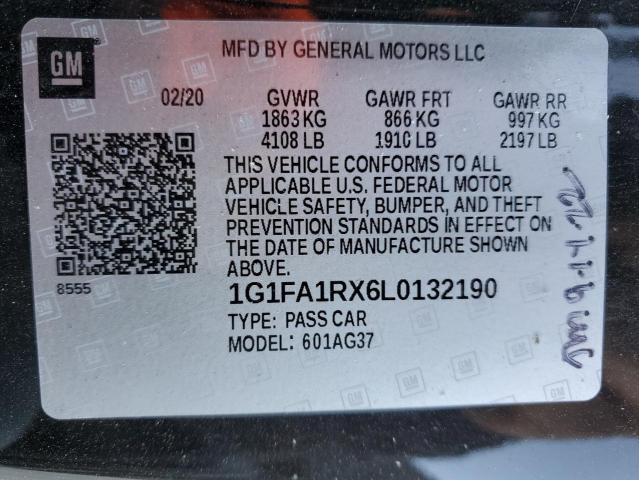 GM
MFD BY GENERAL MOTORS LLC
02/20 GVWR GAWR FRT GAWR RR
1863 KG 866 KG 997 KG
4108 LB 1910 LB 2197 LB
THIS VEHICLE CONFORMS TO ALL
APPLICABLE U.S. FEDERAL MOTOR
VEHICLE SAFETY, BUMPER, AND THEFT
PREVENTION STANDARDS IN EFFECT ON
THE DATE OF MANUFACTURE SHOWN
ABOVE.
8555
1G1FA1RX6L0132190
TYPE: PASS CAR
MODEL: 601AG37